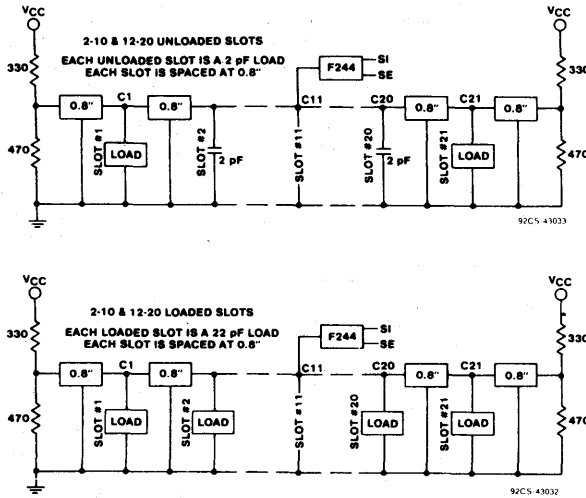 VCC
VCC
2-10 & 12-20 UNLOADED SLOTS
EACH UNLOADED SLOT IS A 2 pF LOAD
EACH SLOT IS SPACED AT 0.8"
330
F244
SI
SE
330
0.8"
C1
0.8"
C11
C20
0.8"
C21
0.8"
470
SLOT #1
LOAD
SLOT #2
2 pF
SLOT #11
SLOT #20
2 pF
SLOT #21
LOAD
470
92CS-43033
VCC
VCC
2-10 & 12-20 LOADED SLOTS
EACH LOADED SLOT IS A 22 pF LOAD
EACH SLOT IS SPACED AT 0.8"
330
F244
SI
SE
330
0.8"
C1
0.8"
C11
C20
0.8"
C21
0.8"
470
SLOT #1
LOAD
SLOT #2
LOAD
SLOT #11
SLOT #20
LOAD
SLOT #21
LOAD
470
92CS-43032